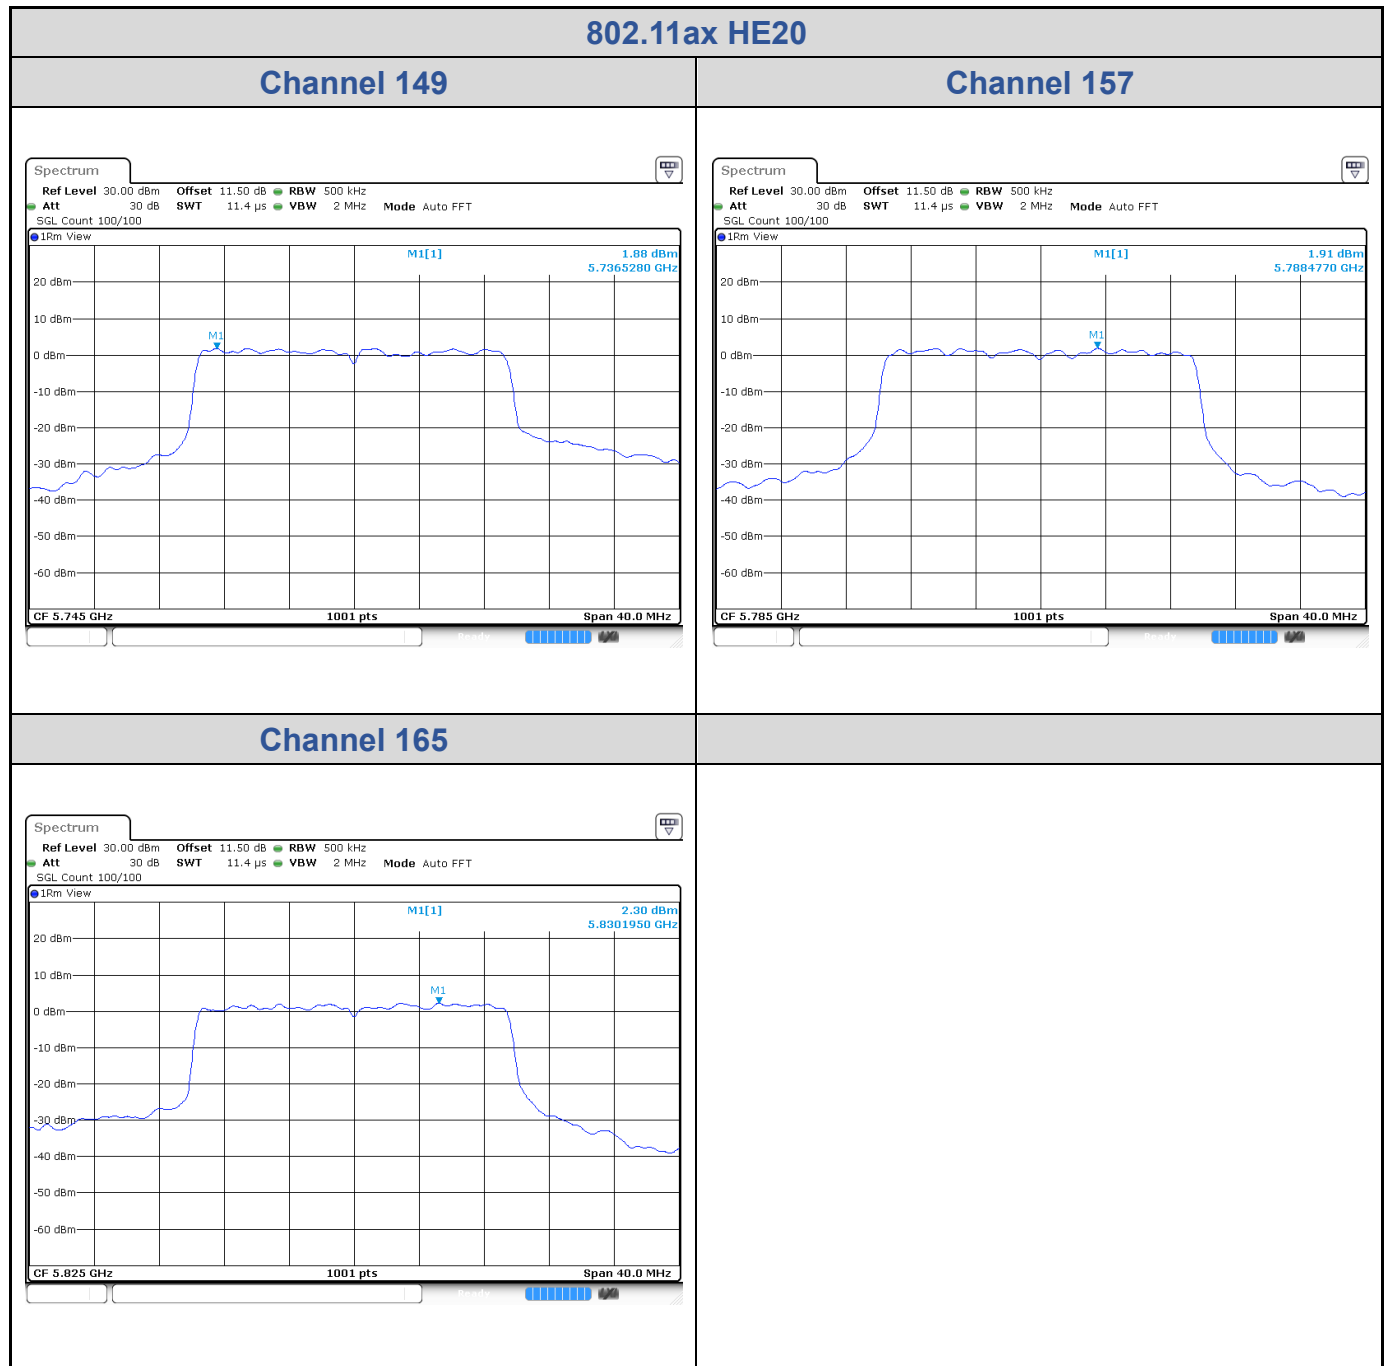 802.11ax HE20
Channel 149
Channel 157
Spectrum
Ref Level 30.00 dBm Offset 11.50 dB RBW 500 kHz
Att 30 dB SWT 11.4 µs VBW 2 MHz Mode Auto FFT
SGL Count 100/100
1Rm View
M1[1] 1.88 dBm
5.7365280 GHz
20 dBm
10 dBm
M1
0 dBm
-10 dBm
-20 dBm
-30 dBm
-40 dBm
-50 dBm
-60 dBm
CF 5.745 GHz 1001 pts Span 40.0 MHz
Ready
Spectrum
Ref Level 30.00 dBm Offset 11.50 dB RBW 500 kHz
Att 30 dB SWT 11.4 µs VBW 2 MHz Mode Auto FFT
SGL Count 100/100
1Rm View
M1[1] 1.91 dBm
5.7884770 GHz
20 dBm
10 dBm
M1
0 dBm
-10 dBm
-20 dBm
-30 dBm
-40 dBm
-50 dBm
-60 dBm
CF 5.785 GHz 1001 pts Span 40.0 MHz
Ready
Channel 165
Spectrum
Ref Level 30.00 dBm Offset 11.50 dB RBW 500 kHz
Att 30 dB SWT 11.4 µs VBW 2 MHz Mode Auto FFT
SGL Count 100/100
1Rm View
M1[1] 2.30 dBm
5.8301950 GHz
20 dBm
10 dBm
M1
0 dBm
-10 dBm
-20 dBm
-30 dBm
-40 dBm
-50 dBm
-60 dBm
CF 5.825 GHz 1001 pts Span 40.0 MHz
Ready